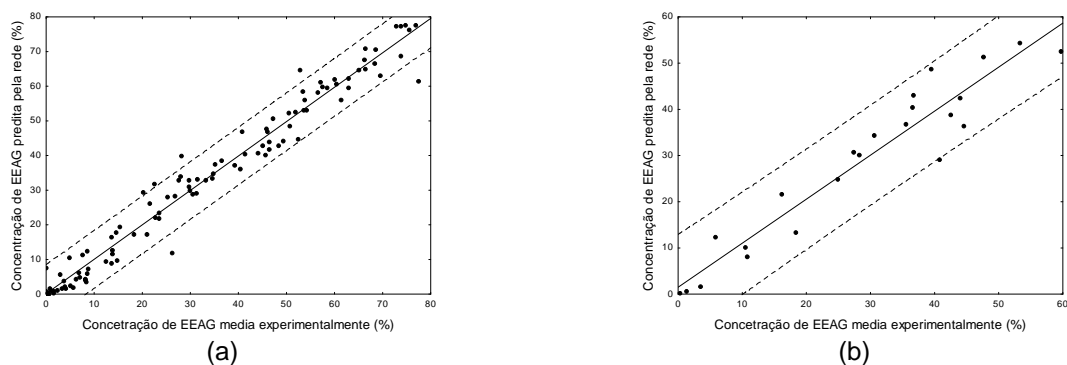 Concentração de EEAG predita pela rede (%)
80
70
60
50
40
30
20
10
0
0 10 20 30 40 50 60 70 80
Concetração de EEAG media experimentalmente (%)
(a)
Concentração de EEAG predita pela rede (%)
60
50
40
30
20
10
0
0 10 20 30 40 50 60
Concetração de EEAG media experimentalmente (%)
(b)